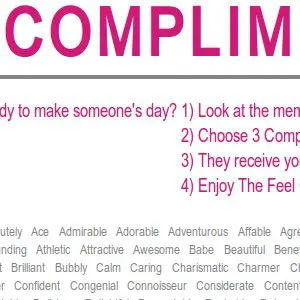 COMPLIM
dy to make someone's day? 1) Look at the men
2) Choose 3 Comp
3) They receive yo
4) Enjoy The Feel
utely Ace Admirable Adorable Adventurous Affable Agre
nding Athletic Attractive Awesome Babe Beautiful Bene
t Brilliant Bubbly Calm Caring Charismatic Charmer Ch
r Confident Congenial Connoisseur Considerate Conten